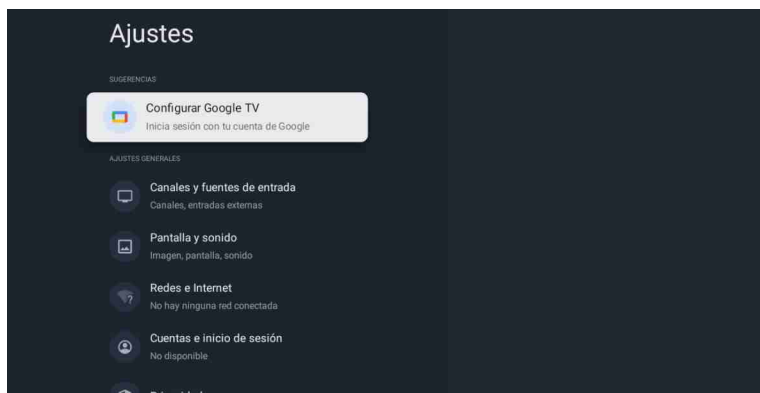 Ajustes
SUGERENCIAS
Configurar Google TV
Inicia sesión con tu cuenta de Google
AJUSTES GENERALES
Canales y fuentes de entrada
Canales, entradas externas
Pantalla y sonido
Imagen, pantalla, sonido
Redes e Internet
No hay ninguna red conectada
Cuentas e inicio de sesión
No disponible